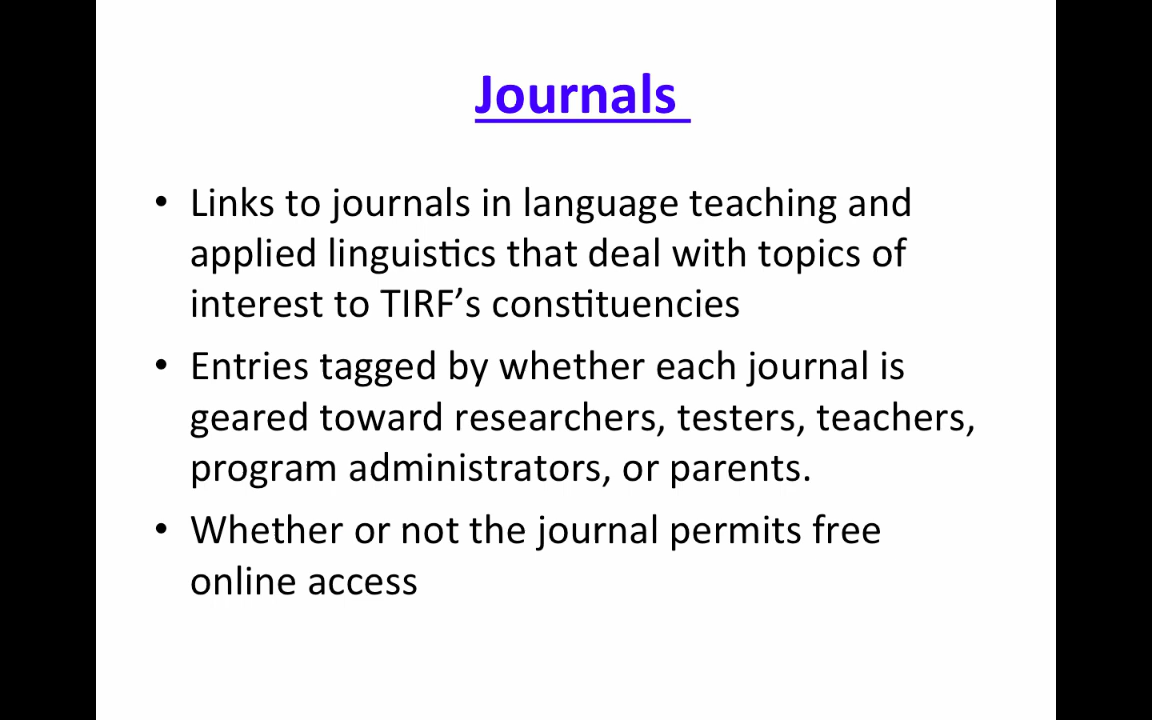 Journals
• Links to journals in language teaching and
applied linguistics that deal with topics of
interest to TIRF’s constituencies
• Entries tagged by whether each journal is
geared toward researchers, testers, teachers,
program administrators, or parents.
• Whether or not the journal permits free
online access